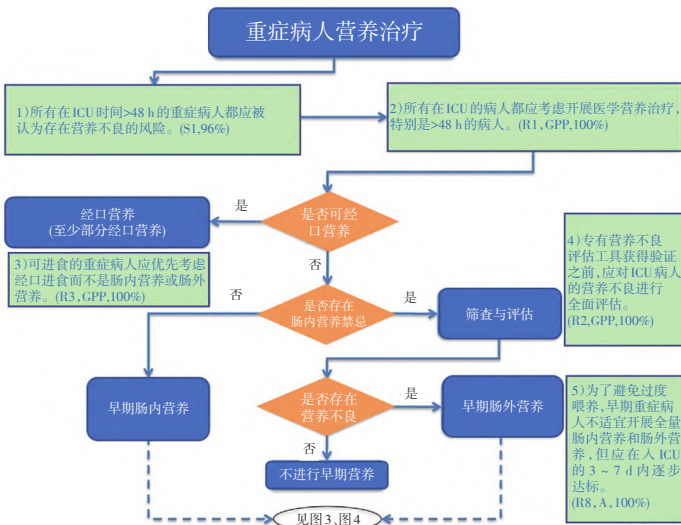 重症病人营养治疗
1)所有在ICU时间>48 h的重症病人都应被
认为存在营养不良的风险。(S1,96%)
2)所有在ICU的病人都应考虑开展医学营养治疗,
特别是>48 h的病人。(R1,GPP,100%)
是否可经
口营养
是
经口营养
(至少部分经口营养)
3)可进食的重症病人应优先考虑
经口进食而不是肠内营养或肠外
营养。(R3,GPP,100%)
否
是否存在
肠内营养禁忌
否
是
筛查与评估
4)专有营养不良
评估工具获得验证
之前,应对ICU病人
的营养不良进行
全面评估。
(R2,GPP,100%)
早期肠内营养
是否存在
营养不良
是
早期肠外营养
5)为了避免过度
喂养,早期重症病
人不适宜开展全量
肠内营养和肠外营
养,但应在入ICU
的3~7 d内逐步
达标。
(R8,A,100%)
否
不进行早期营养
见图3、图4